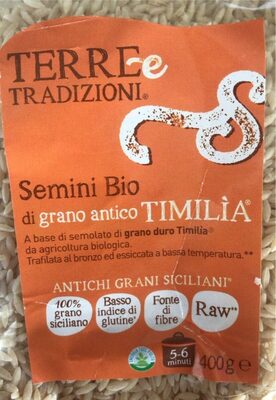 TERRE-e
TRADIZIONI®
Semini Bio
di grano antico TIMILÌA®
A base di semolato di grano duro Timilìa®
da agricoltura biologica.
Trafilata al bronzo ed essiccata a bassa temperatura.**
ANTICHI GRANI SICILIANI®
100%
grano
siciliano
Basso
indice di
glutine*
Fonte
di
fibre
Raw**
5-6
minuti
400g e